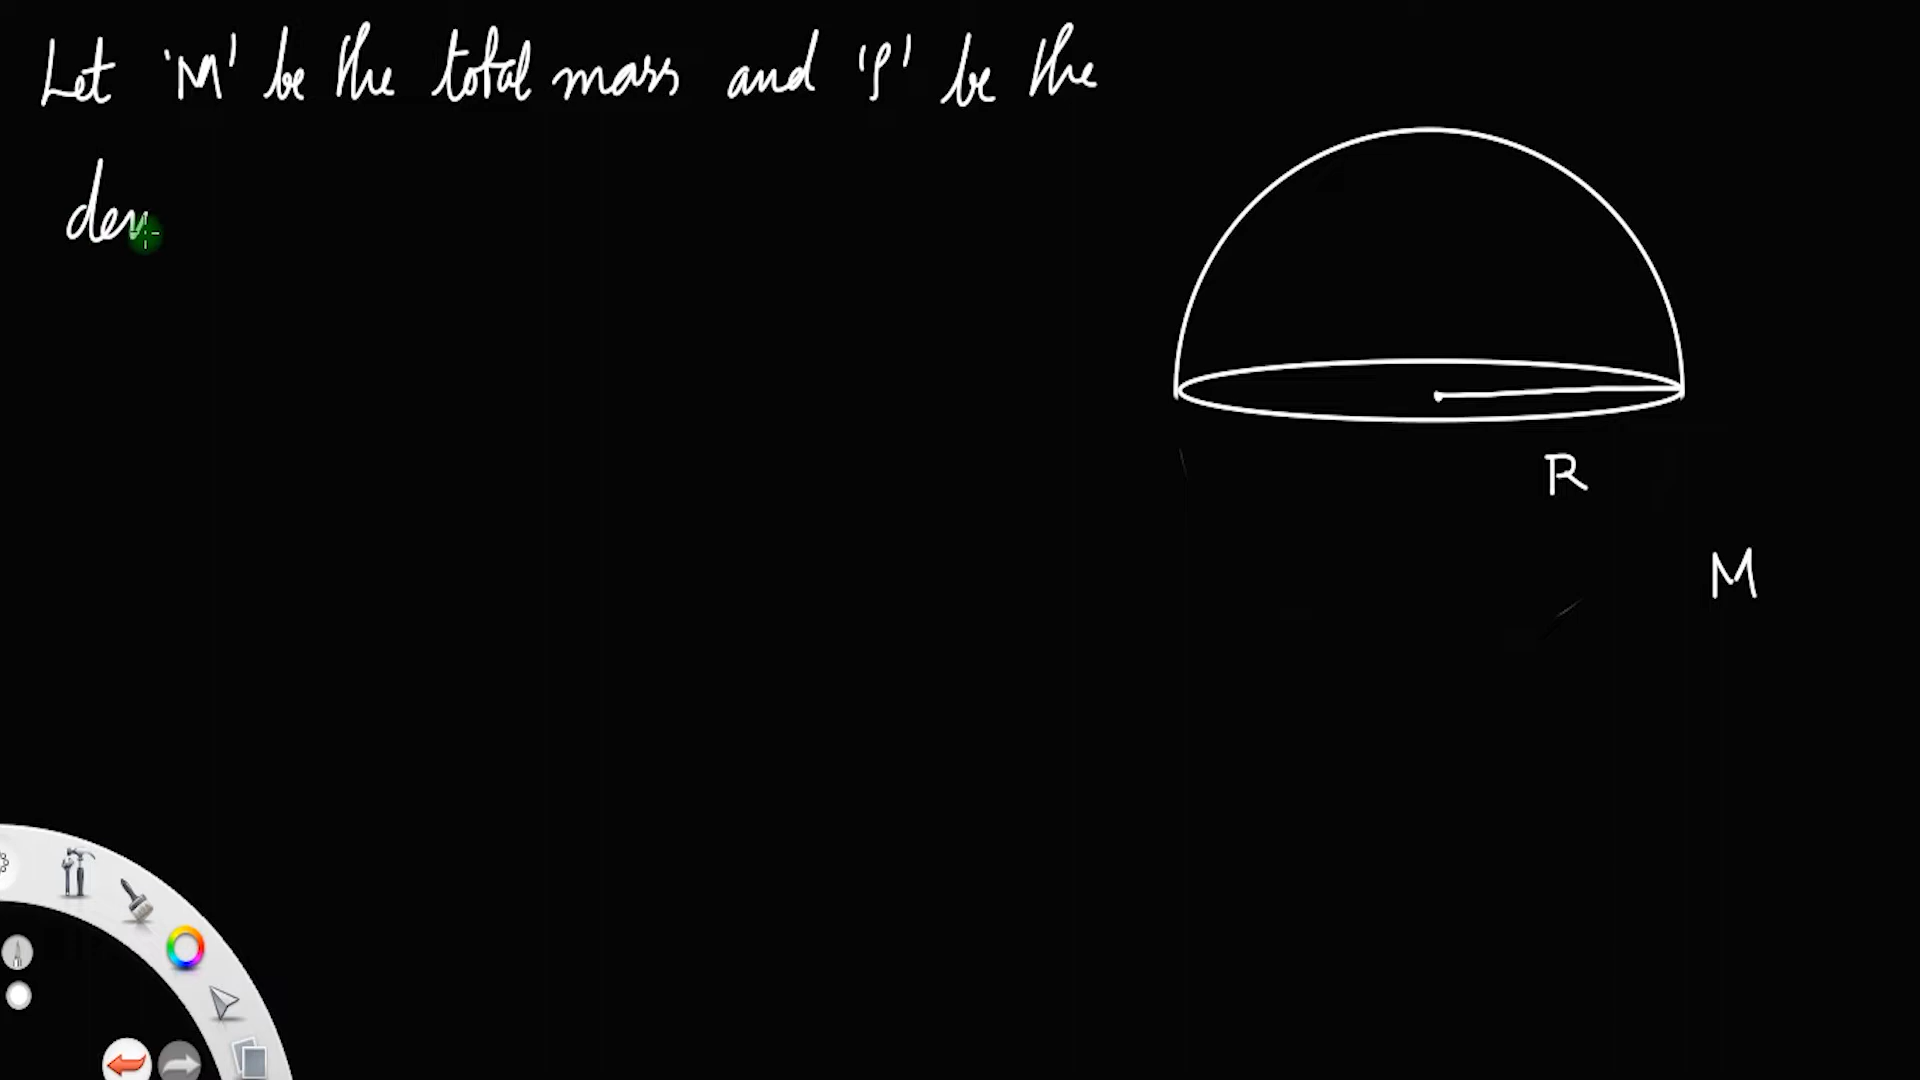 Let 'M' be the total mass and 'ρ' be the
den
R
M